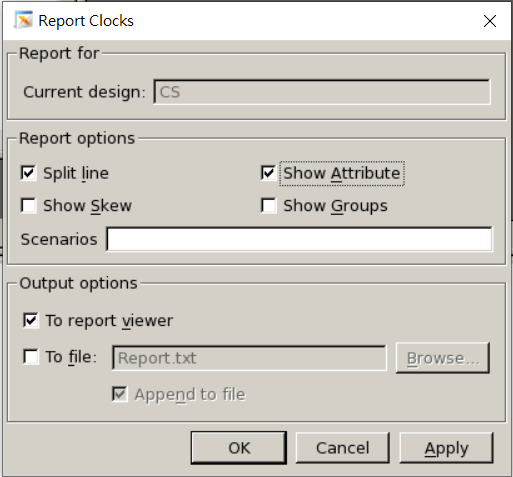 Report Clocks
Report for
Current design: CS
Report options
Split line
Show Attribute
Show Skew
Show Groups
Scenarios
Output options
To report viewer
To file: Report.txt Browse...
Append to file
OK Cancel Apply